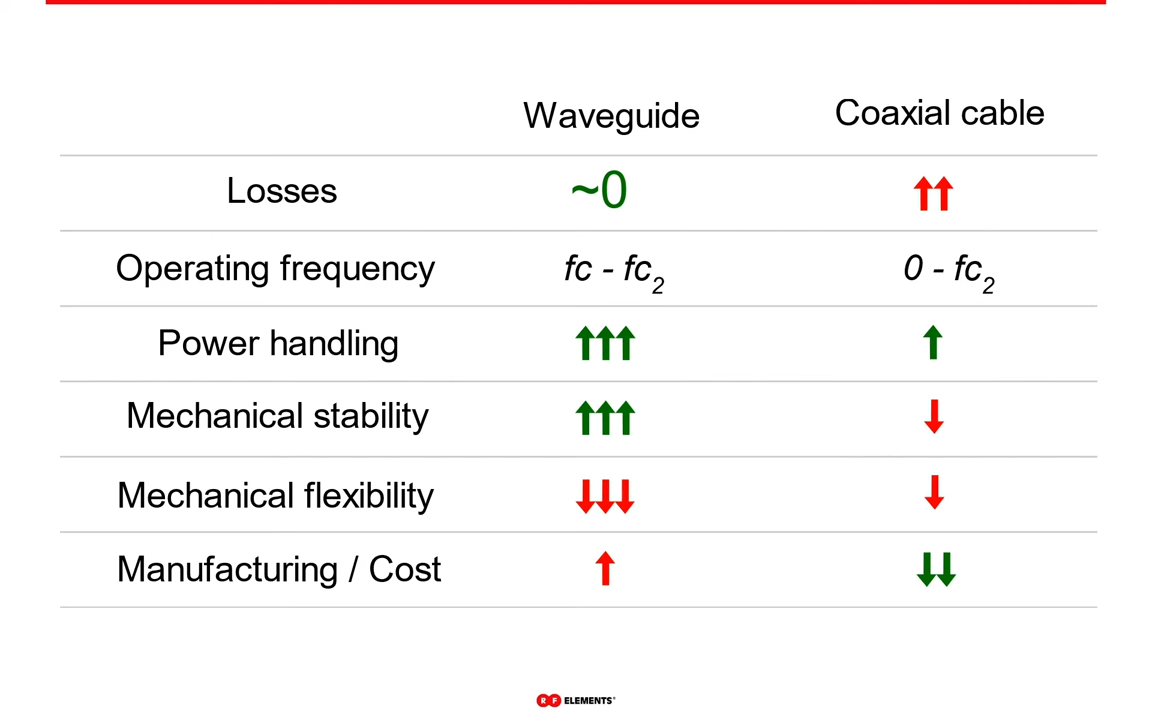 Waveguide Coaxial cable
Losses ~0 ↑↑
Operating frequency fc - fc₂ 0 - fc₂
Power handling ↑↑↑ ↑
Mechanical stability ↑↑↑ ↓
Mechanical flexibility ↓↓↓ ↓
Manufacturing / Cost ↑ ↓↓
RF ELEMENTS